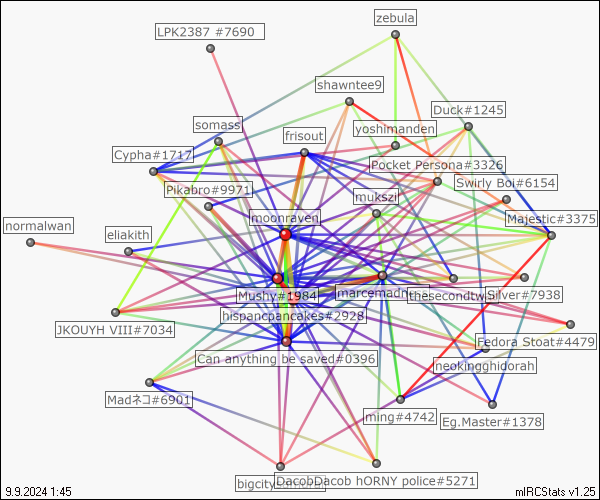 zebula
LPK2387 #7690
shawntee9
Duck#1245
somass
yoshimanden
frisout
Cypha#1717
Pocket Persona#3326
Swirly Boi#6154
Pikabro#9971
mukszi
moonraven
Majestic#3375
normalwan
eliakith
Mushy#1984
marcemadn
thesecondtw
Silver#7938
hispancpancakes#2928
JKOUYH VIII#7034
Fedora Stoat#4479
Can anything be saved#0396
neokingghidorah
Madネコ#6901
ming#4742
Eg.Master#1378
DacobDacob hORNY police#5271
9.9.2024 1:45
mIRCStats v1.25